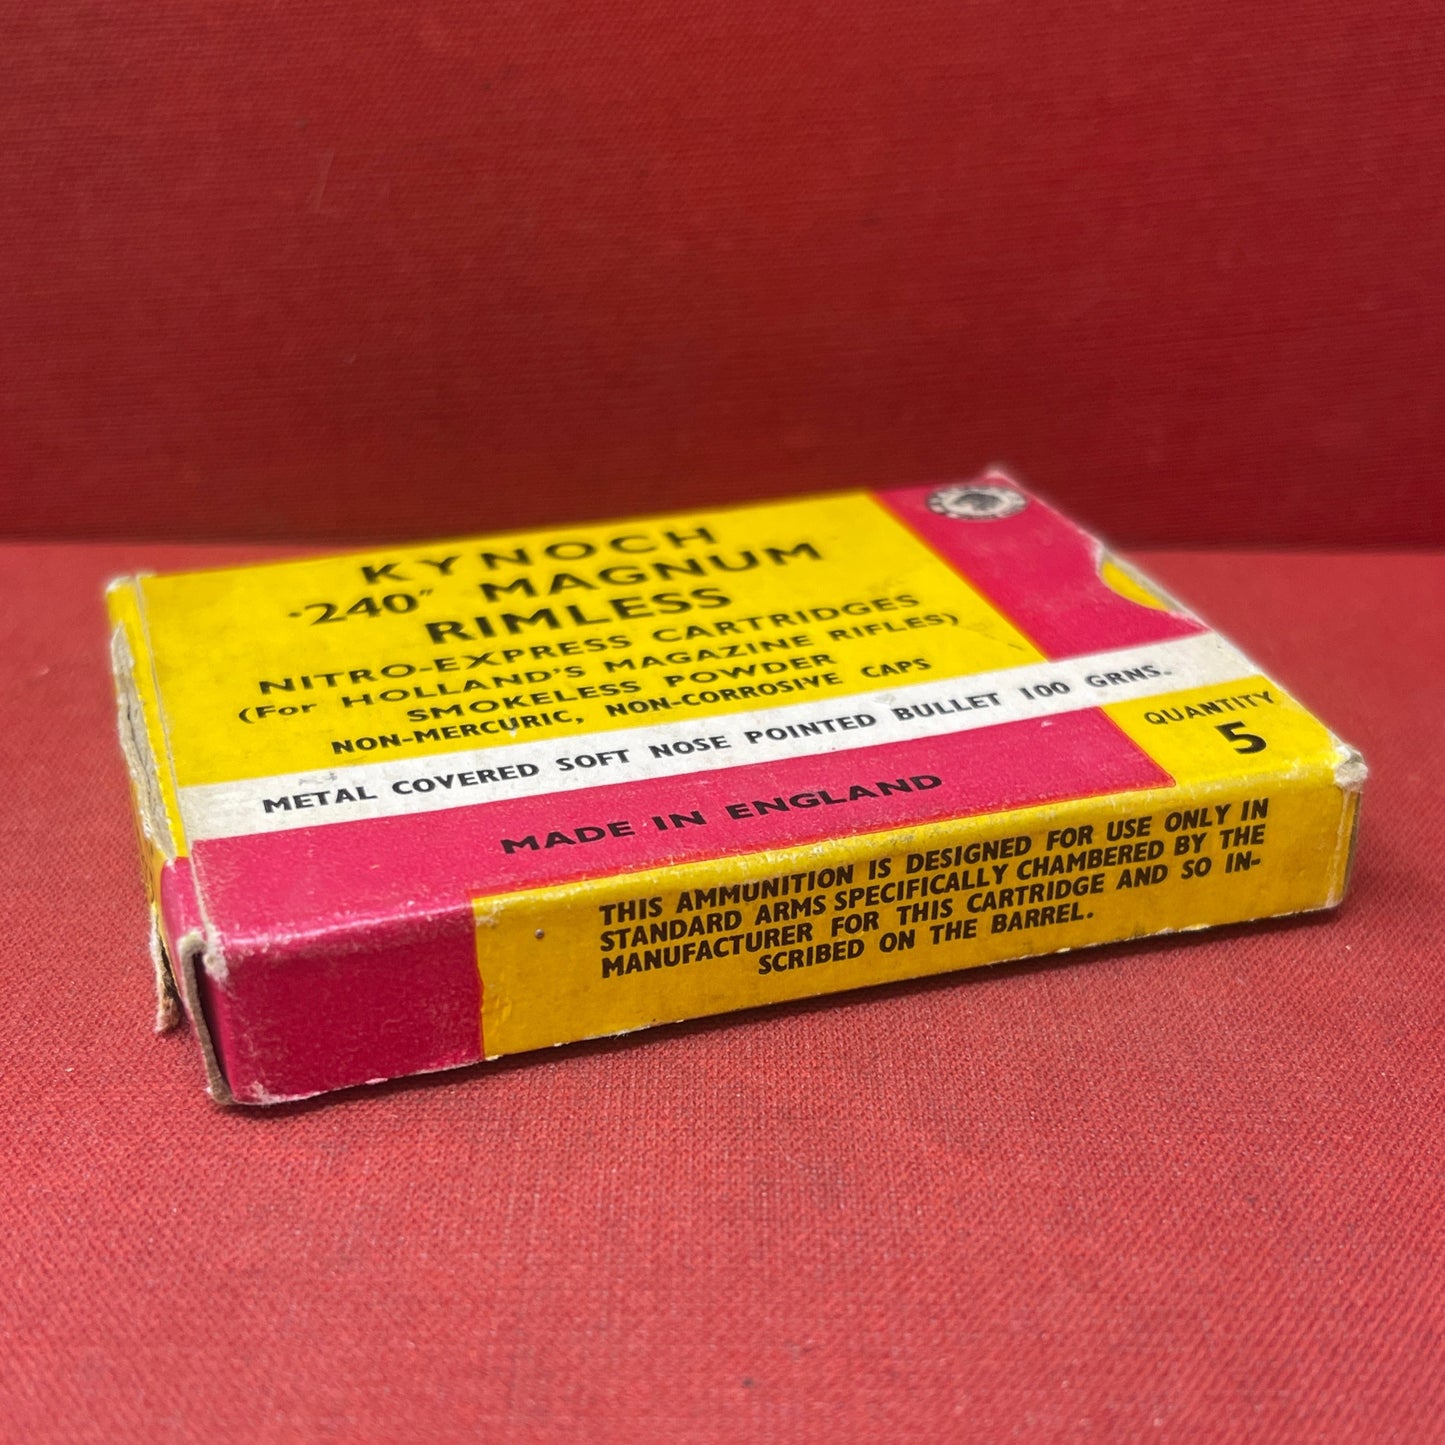 KYNOCH
·240" MAGNUM
RIMLESS
NITRO-EXPRESS CARTRIDGES
(For HOLLAND'S MAGAZINE RIFLES)
SMOKELESS POWDER
NON-MERCURIC, NON-CORROSIVE CAPS
METAL COVERED SOFT NOSE POINTED BULLET 100 GRNS.
QUANTITY
5
MADE IN ENGLAND
THIS AMMUNITION IS DESIGNED FOR USE ONLY IN
STANDARD ARMS SPECIFICALLY CHAMBERED BY THE
MANUFACTURER FOR THIS CARTRIDGE AND SO IN-
SCRIBED ON THE BARREL.